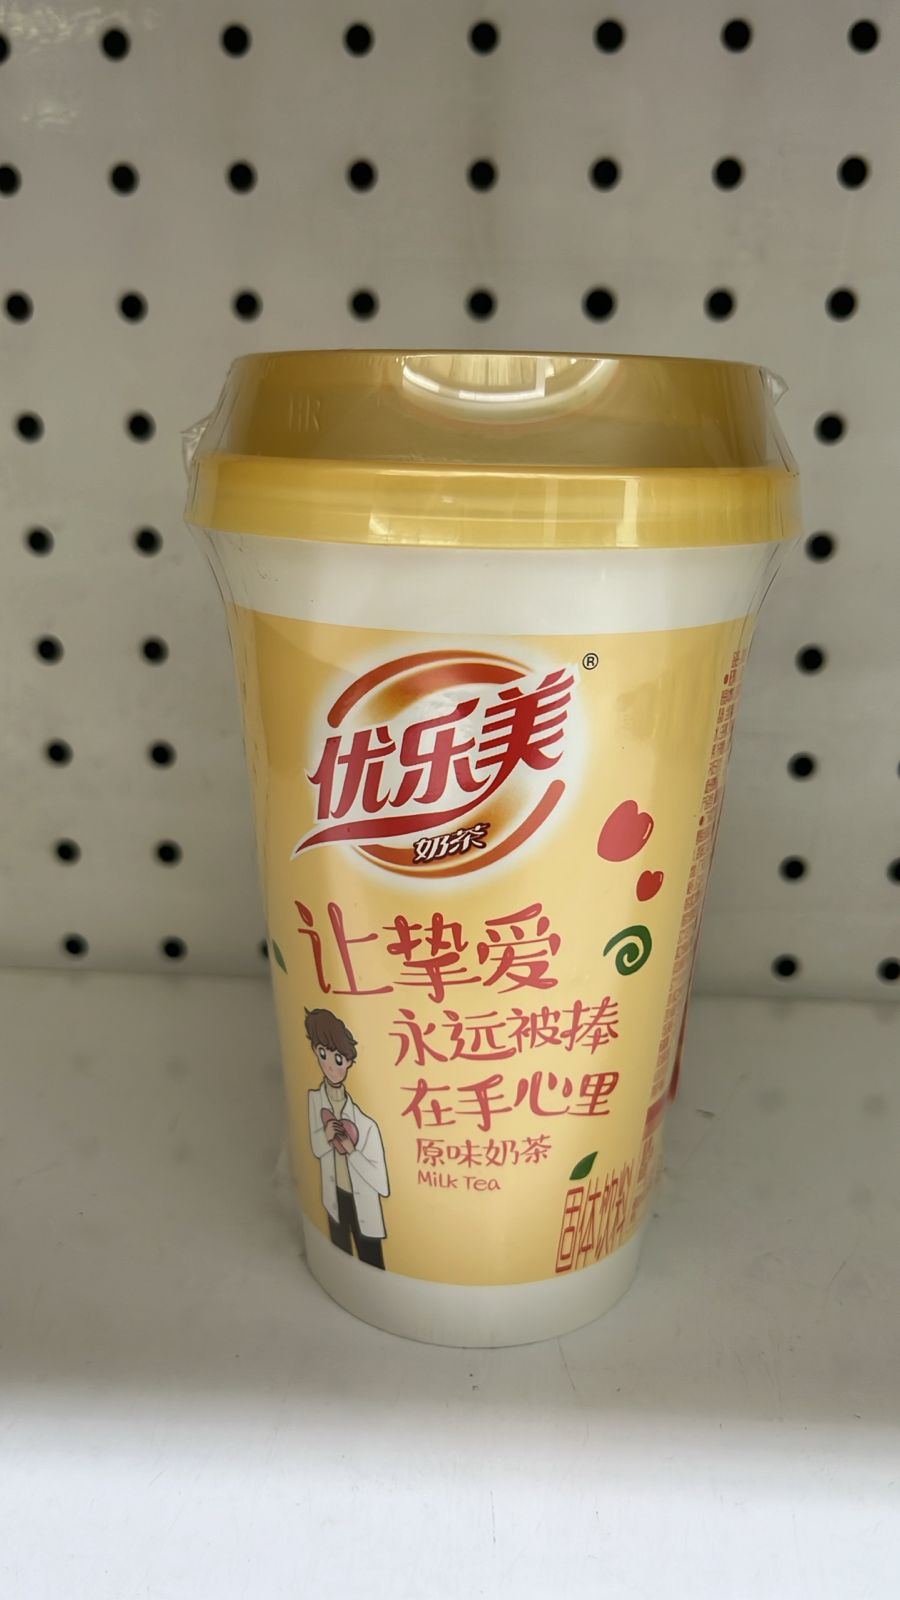 HR
优乐美®
奶茶
让挚爱
永远被捧
在手心里
原味奶茶
Milk Tea
固体饮料